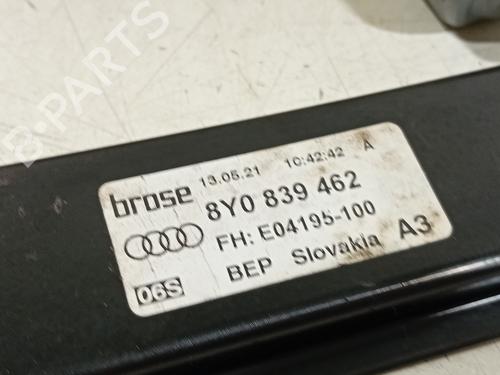 B-PARTS
brose 13.05.21 10:42:42 A
8Y0 839 462
FH: E04195-100
06S BEP Slovakia A3